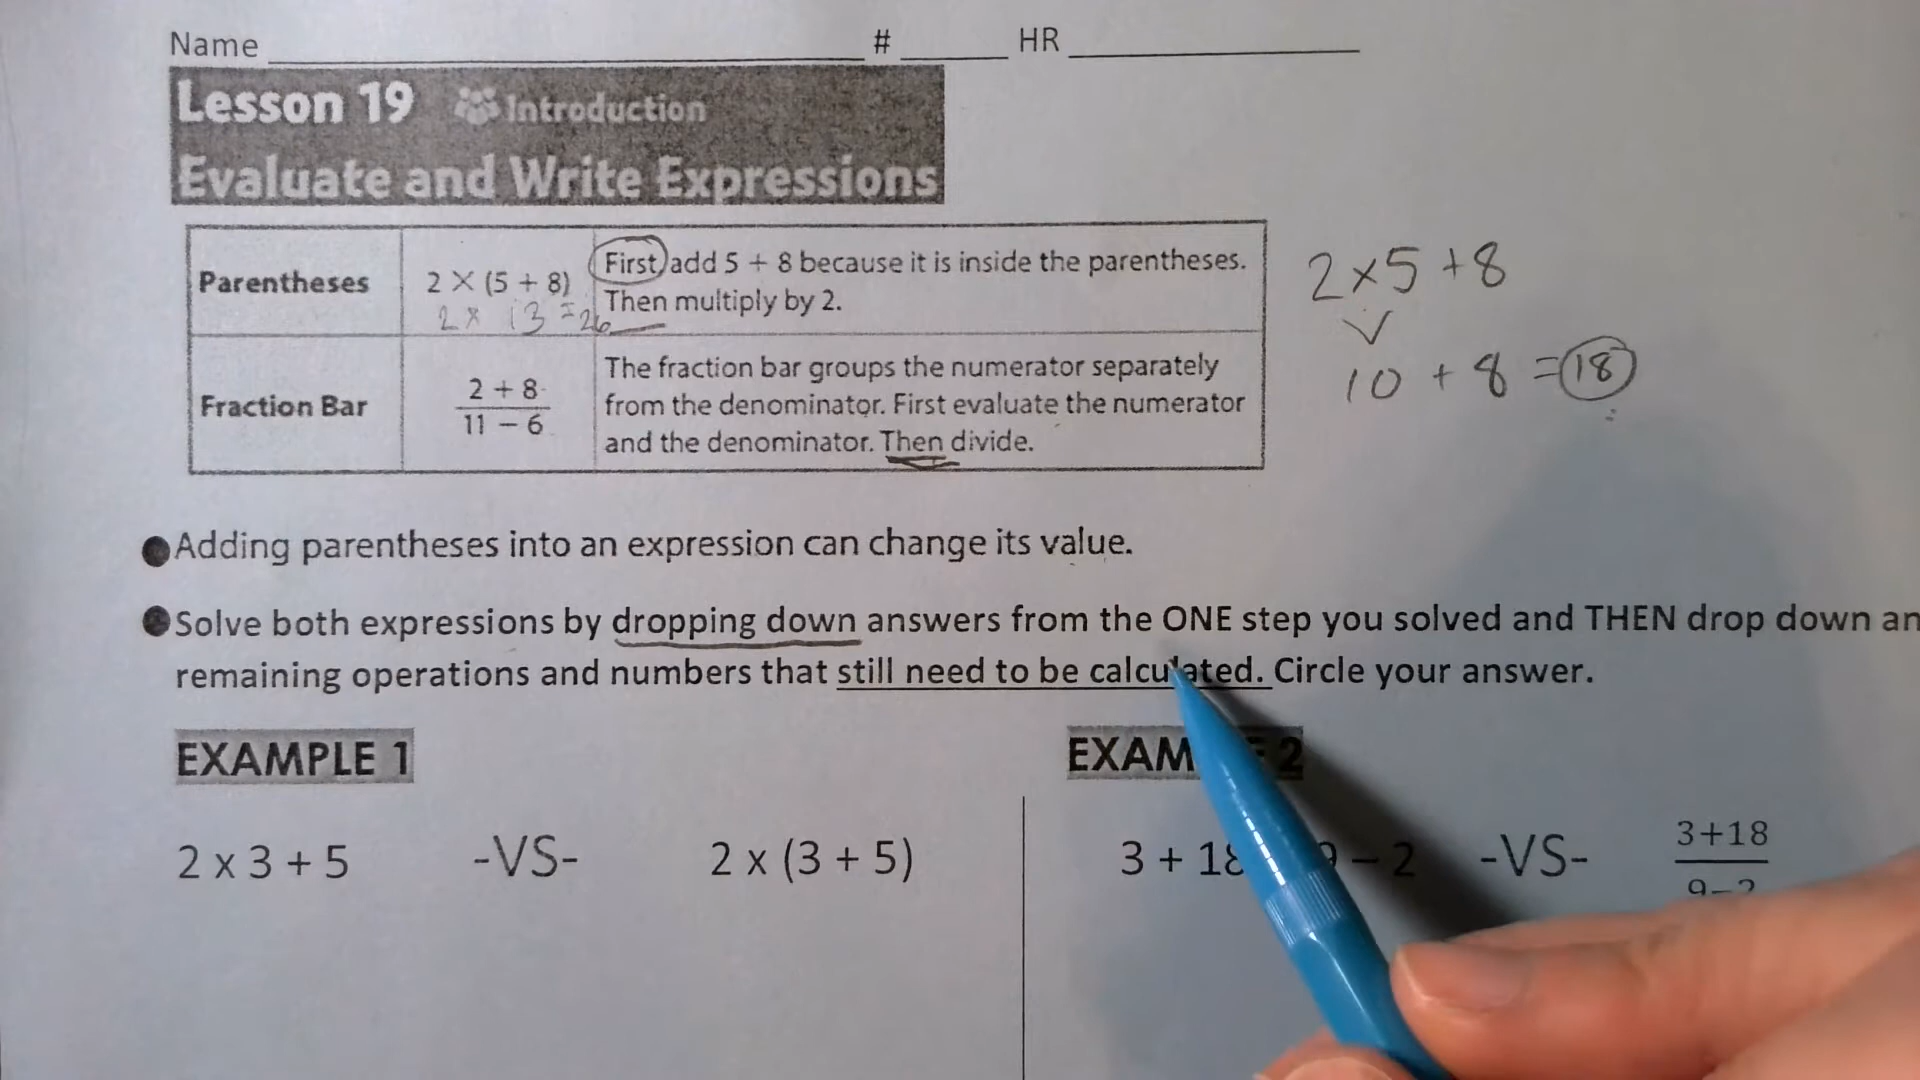 Name # HR
Lesson 19 Introduction
Evaluate and Write Expressions
Parentheses
2 × (5 + 8)
2 × 13 = 26
First add 5 + 8 because it is inside the parentheses.
Then multiply by 2.
Fraction Bar
2 + 8
11 − 6
The fraction bar groups the numerator separately
from the denominator. First evaluate the numerator
and the denominator. Then divide.
2 × 5 + 8
10 + 8 = 18
Adding parentheses into an expression can change its value.
Solve both expressions by dropping down answers from the ONE step you solved and THEN drop down
remaining operations and numbers that still need to be calculated. Circle your answer.
EXAMPLE 1
2 x 3 + 5 -VS- 2 x (3 + 5)
3 + 18 9 – 2 -VS-
3+18
9−2